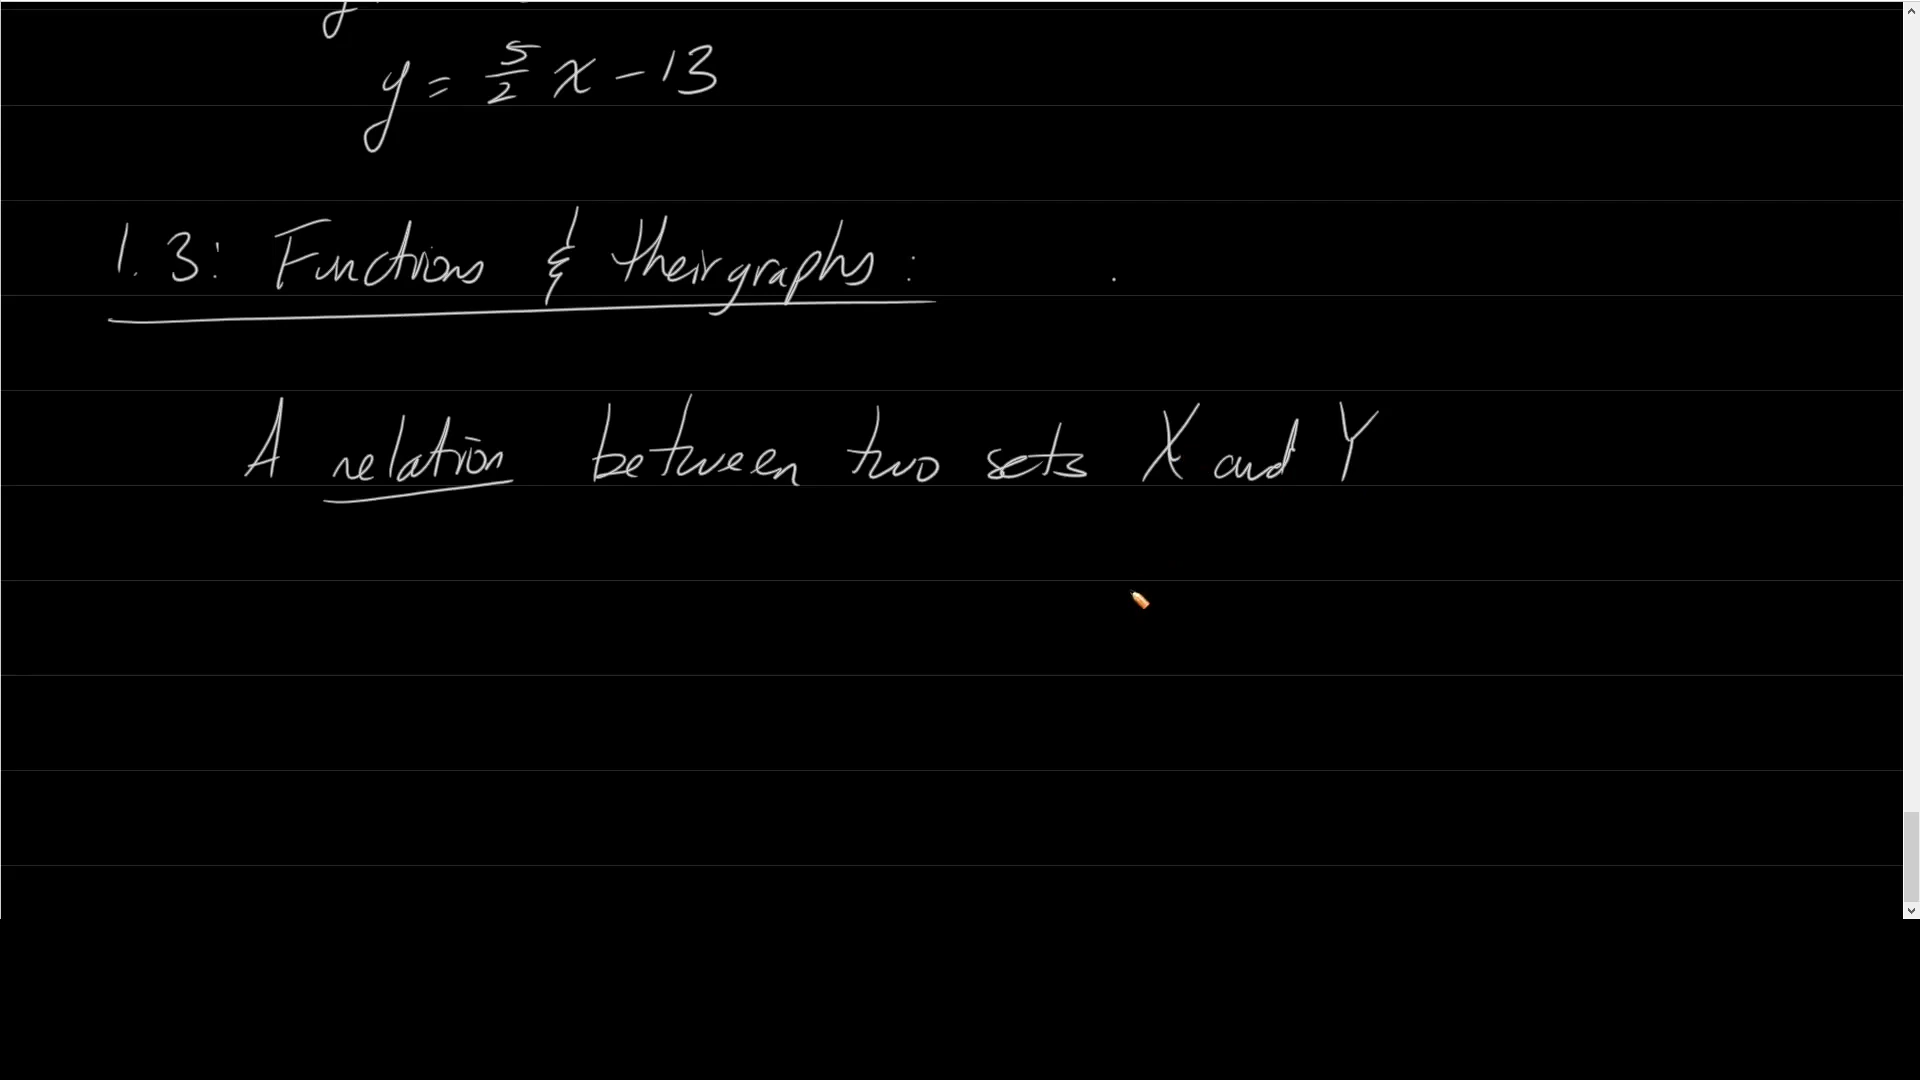 y = 5/2 x - 13
1.3: Functions & their graphs:
A relation between two sets X and Y